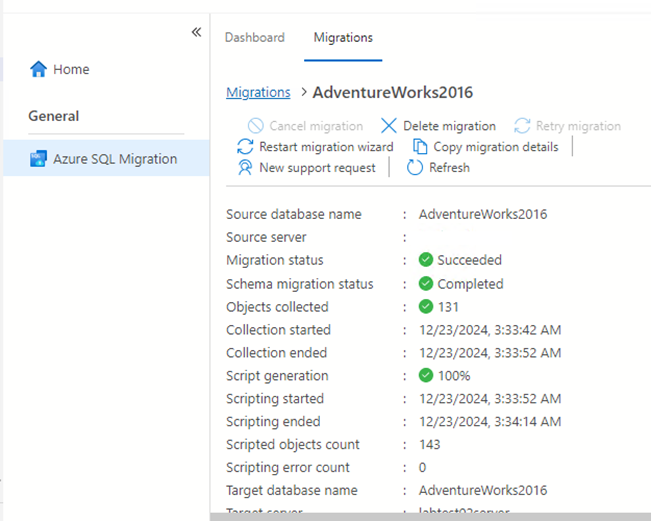 «
Home
General
Azure SQL Migration
Dashboard Migrations
Migrations > AdventureWorks2016
Cancel migration Delete migration Retry migration
Restart migration wizard Copy migration details
New support request Refresh
Source database name : AdventureWorks2016
Source server :
Migration status : Succeeded
Schema migration status : Completed
Objects collected : 131
Collection started : 12/23/2024, 3:33:42 AM
Collection ended : 12/23/2024, 3:33:52 AM
Script generation : 100%
Scripting started : 12/23/2024, 3:33:52 AM
Scripting ended : 12/23/2024, 3:34:14 AM
Scripted objects count : 143
Scripting error count : 0
Target database name : AdventureWorks2016
Target server : labtest02server